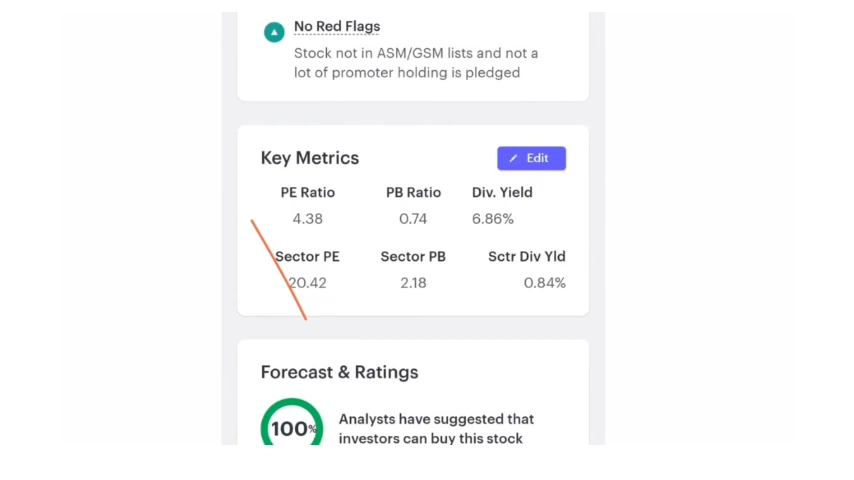 No Red Flags
Stock not in ASM/GSM lists and not a
lot of promoter holding is pledged
Key Metrics
Edit
PE Ratio PB Ratio Div. Yield
4.38 0.74 6.86%
Sector PE Sector PB Sctr Div Yld
20.42 2.18 0.84%
Forecast & Ratings
100%
Analysts have suggested that
investors can buy this stock